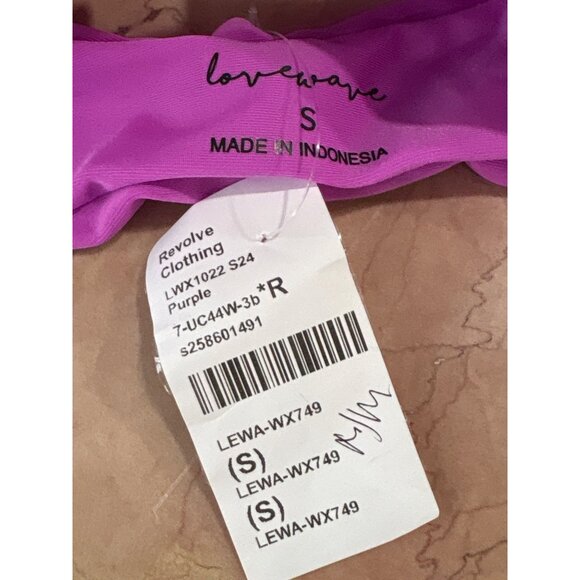 lovewave
S
MADE IN INDONESIA
Revolve
Clothing
LWX1022 S24
Purple
7-UC44W-3b*R
s258601491
LEWA-WX749
(S)
LEWA-WX749
(S)
LEWA-WX749